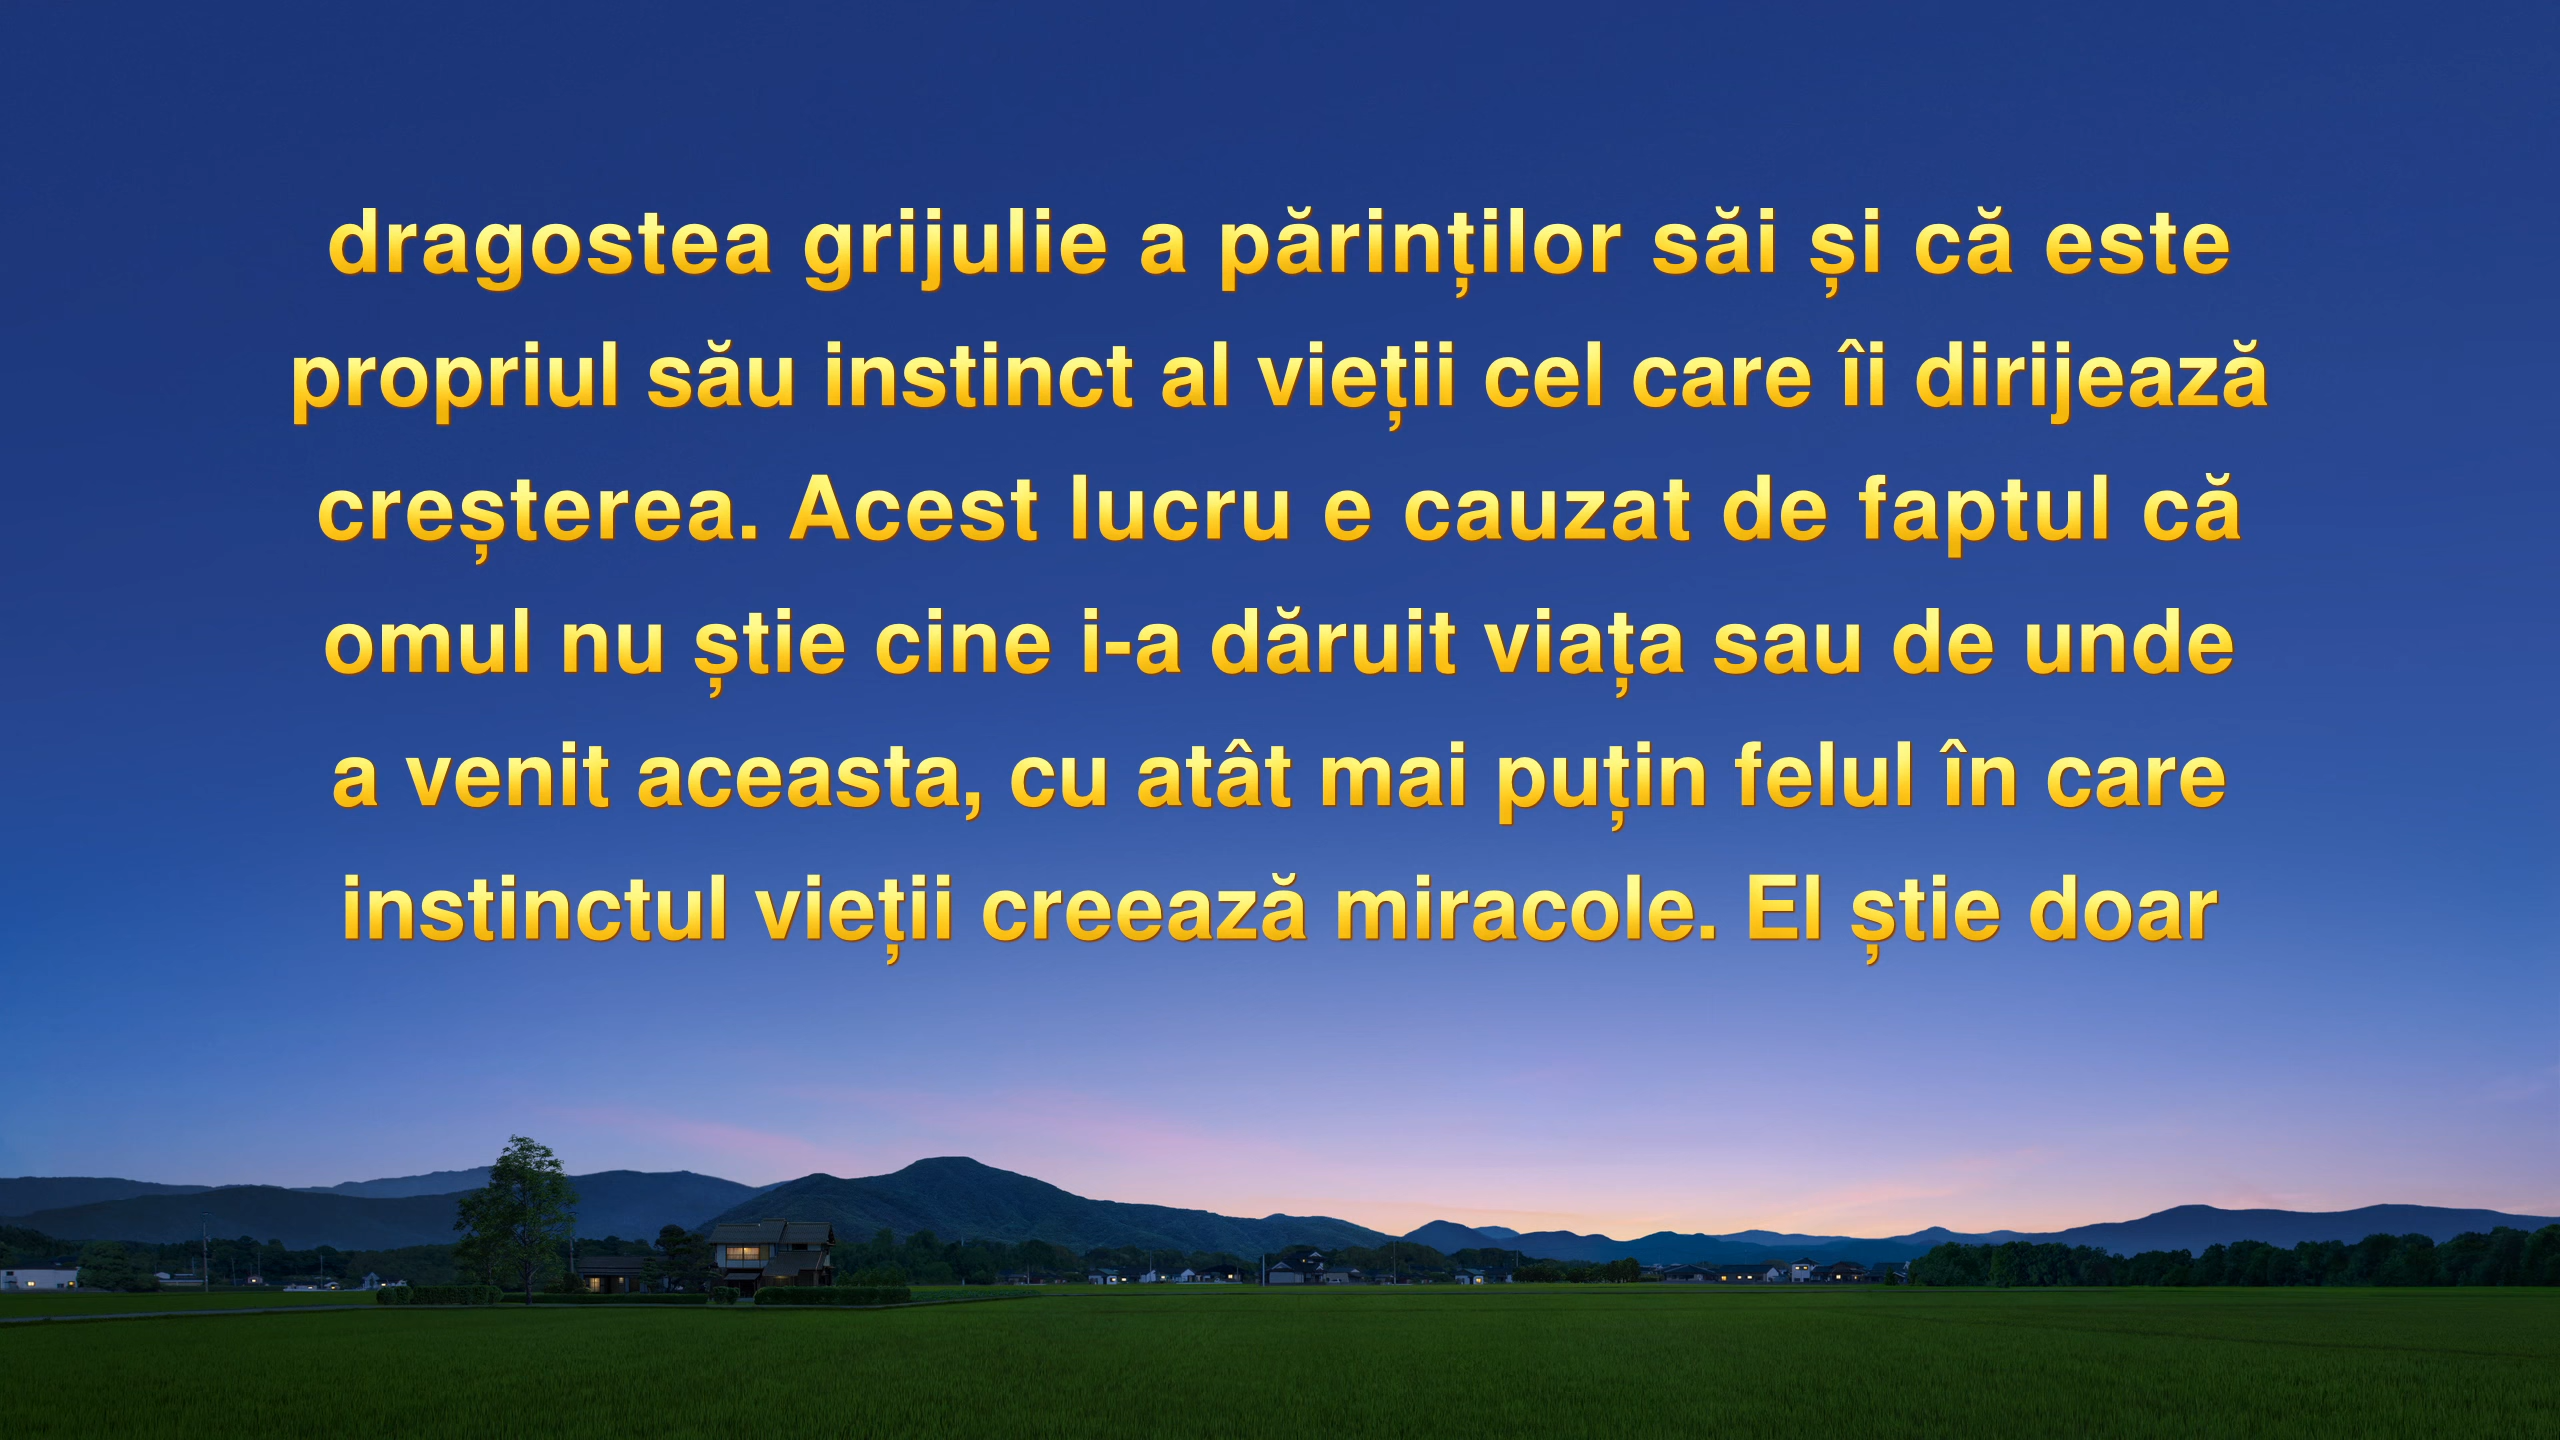 dragostea grijulie a părinților săi și că este
propriul său instinct al vieții cel care îi dirijează
creșterea. Acest lucru e cauzat de faptul că
omul nu știe cine i-a dăruit viața sau de unde
a venit aceasta, cu atât mai puțin felul în care
instinctul vieții creează miracole. El știe doar